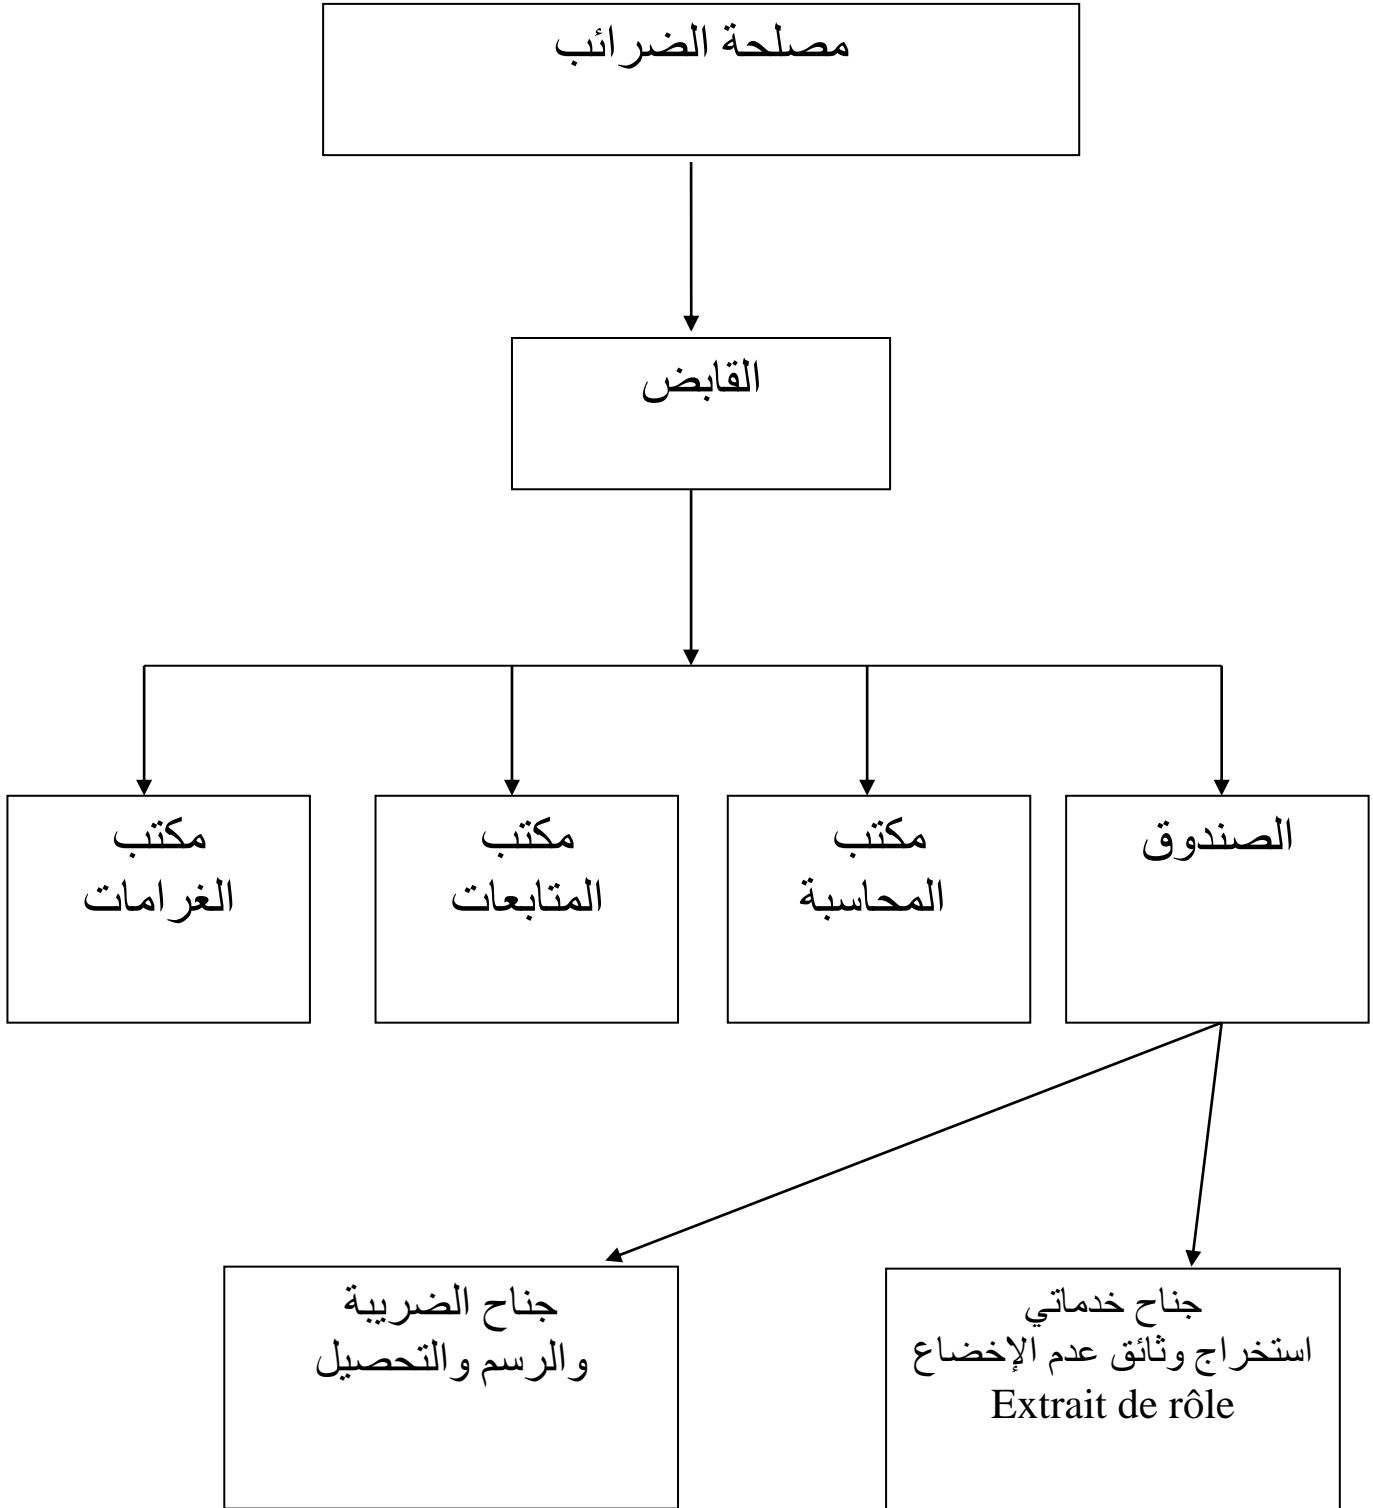 مصلحة الضرائب
القابض
الصندوق
مكتب
المحاسبة
مكتب
المتابعات
مكتب
الغرامات
جناح خدماتي
استخراج وثائق عدم الإخضاع
Extrait de rôle
جناح الضريبة
والرسم والتحصيل